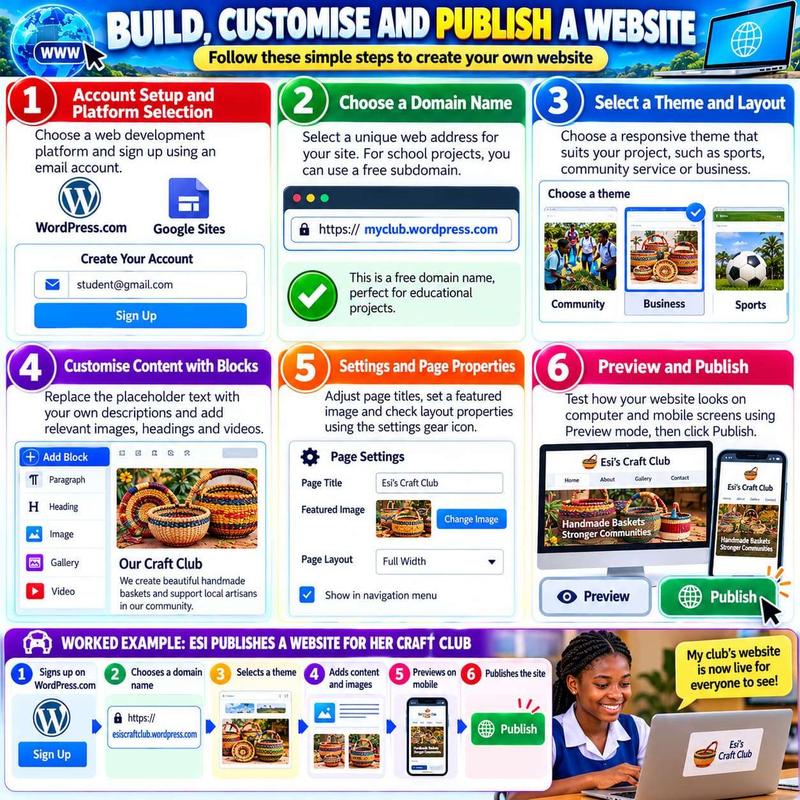 WWW
BUILD, CUSTOMISE AND PUBLISH A WEBSITE
Follow these simple steps to create your own website
1
Account Setup and
Platform Selection
Choose a web development
platform and sign up using an
email account.
WordPress.com
Google Sites
Create Your Account
student@gmail.com
Sign Up
2
Choose a Domain Name
Select a unique web address for
your site. For school projects, you
can use a free subdomain.
https:// myclub.wordpress.com
This is a free domain name,
perfect for educational
projects.
3
Select a Theme and Layout
Choose a responsive theme that
suits your project, such as sports,
community service or business.
Choose a theme
Community
Business
Sports
4
Customise Content with Blocks
Replace the placeholder text with
your own descriptions and add
relevant images, headings and videos.
Add Block
Paragraph
H Heading
Image
Gallery
Video
Our Craft Club
We create beautiful handmade
baskets and support local artisans
in our community.
5
Settings and Page Properties
Adjust page titles, set a featured
image and check layout properties
using the settings gear icon.
Page Settings
Page Title
Esi's Craft Club
Featured Image
Change Image
Page Layout
Full Width
Show in navigation menu
6
Preview and Publish
Test how your website looks on
computer and mobile screens using
Preview mode, then click Publish.
Esi's Craft Club
Home About Gallery Contact
Handmade Baskets
Stronger Communities
Esi's Craft Club
Home About Gallery Contact
Handmade Baskets
Stronger Communities
Preview
Publish
WORKED EXAMPLE: ESI PUBLISHES A WEBSITE FOR HER CRAFT CLUB
1 Signs up on
WordPress.com
Sign Up
2 Chooses a domain
name
https://
esiscraftclub.wordpress.com
3 Selects a theme
4 Adds content
and images
5 Previews on
mobile
6 Publishes the site
Publish
My club's website
is now live for
everyone to see!
Esi's
Craft Club